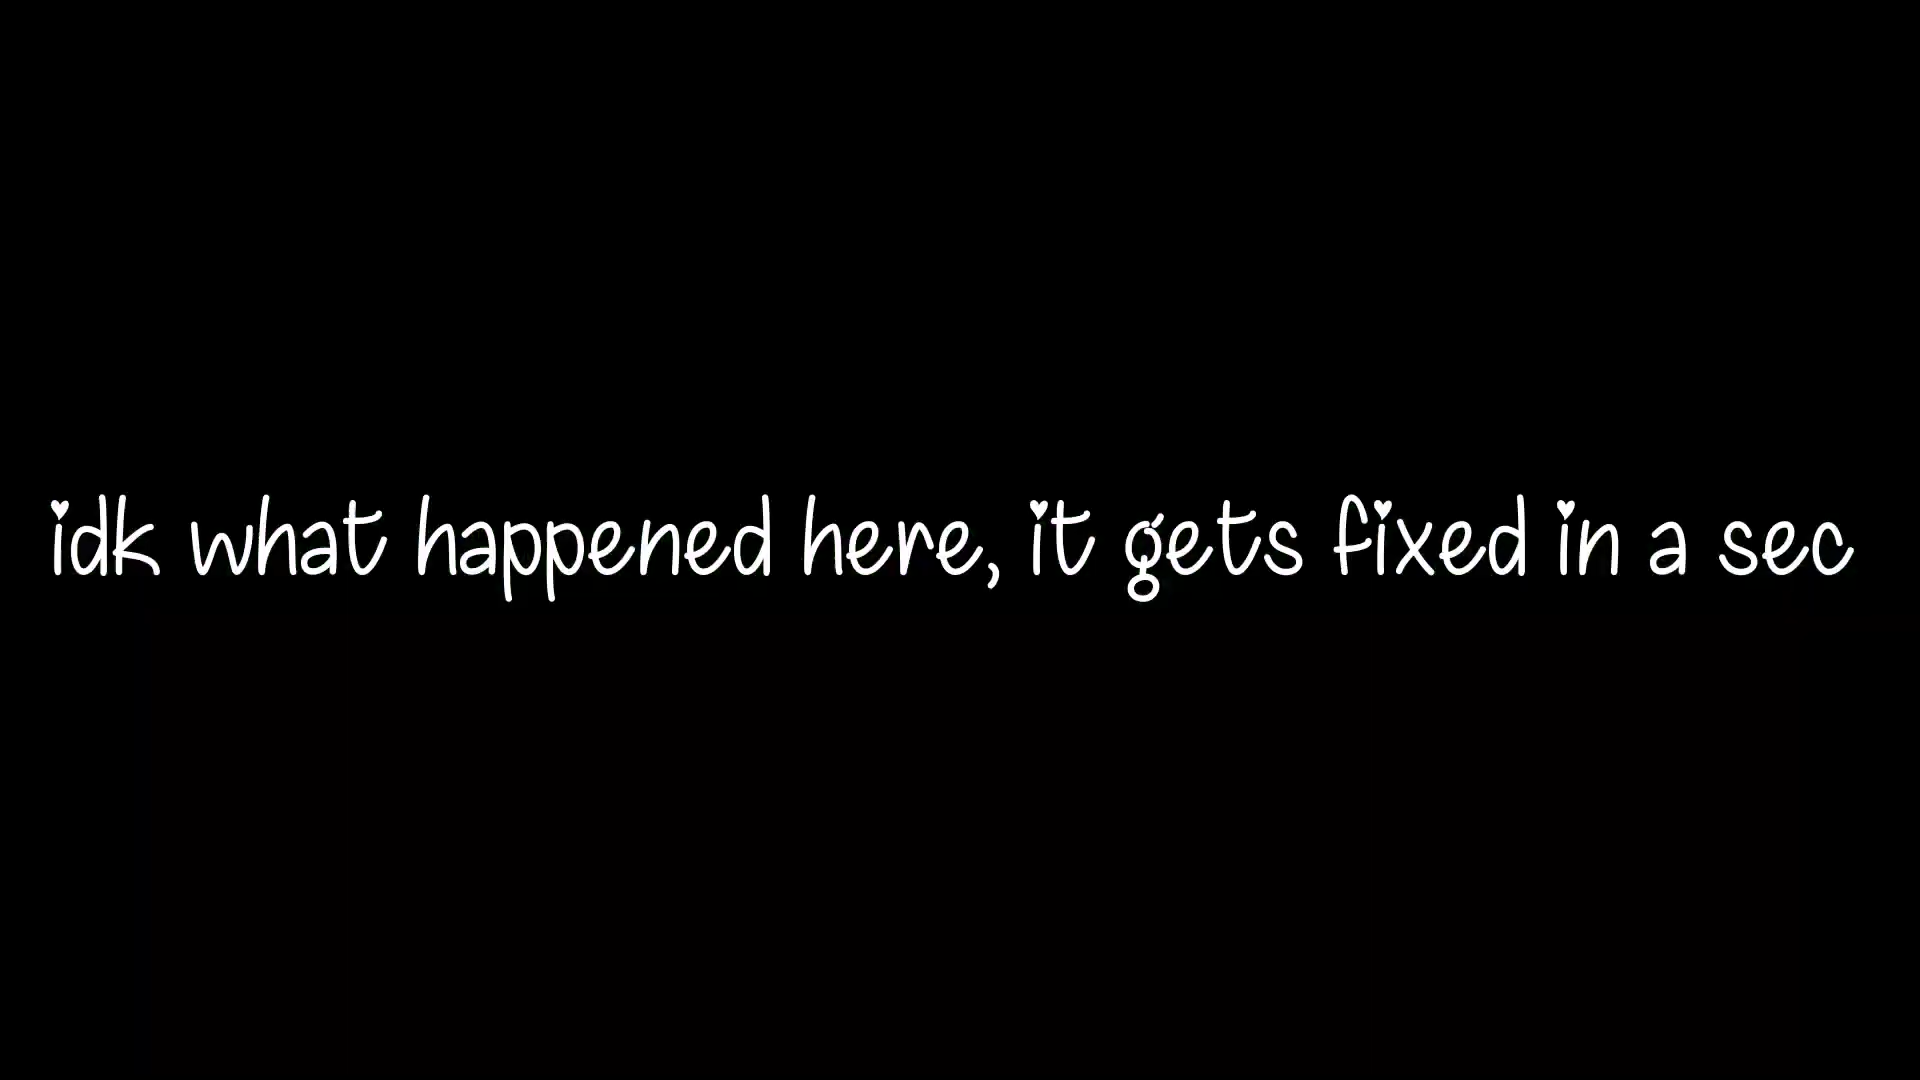 idk what happened here, it gets fixed in a sec